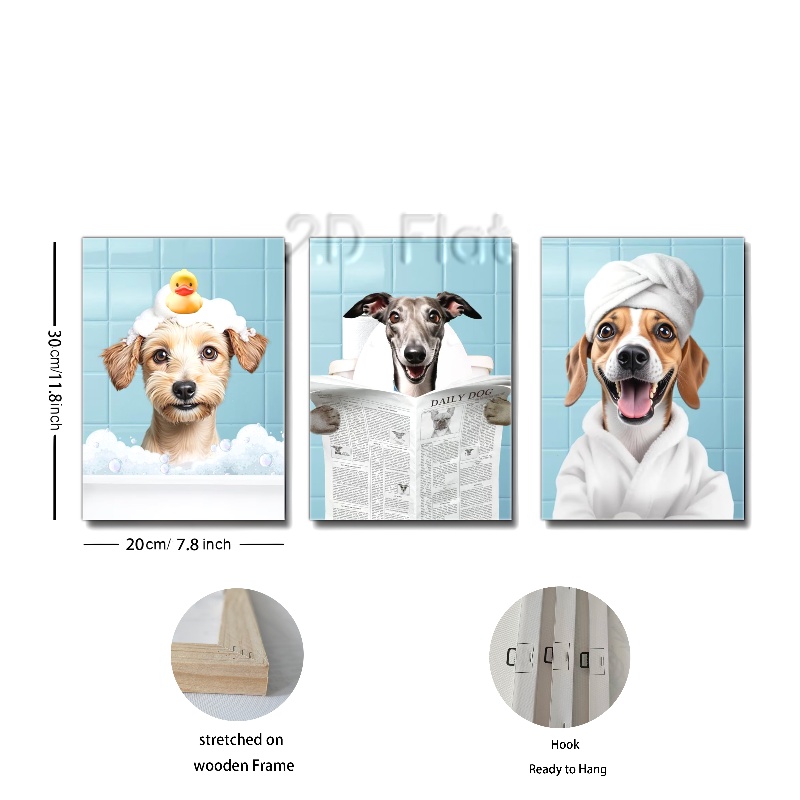 2D Flat
30cm/11.8inch
DAILY DOG
20cm/ 7.8 inch
stretched on
wooden Frame
Hook
Ready to Hang